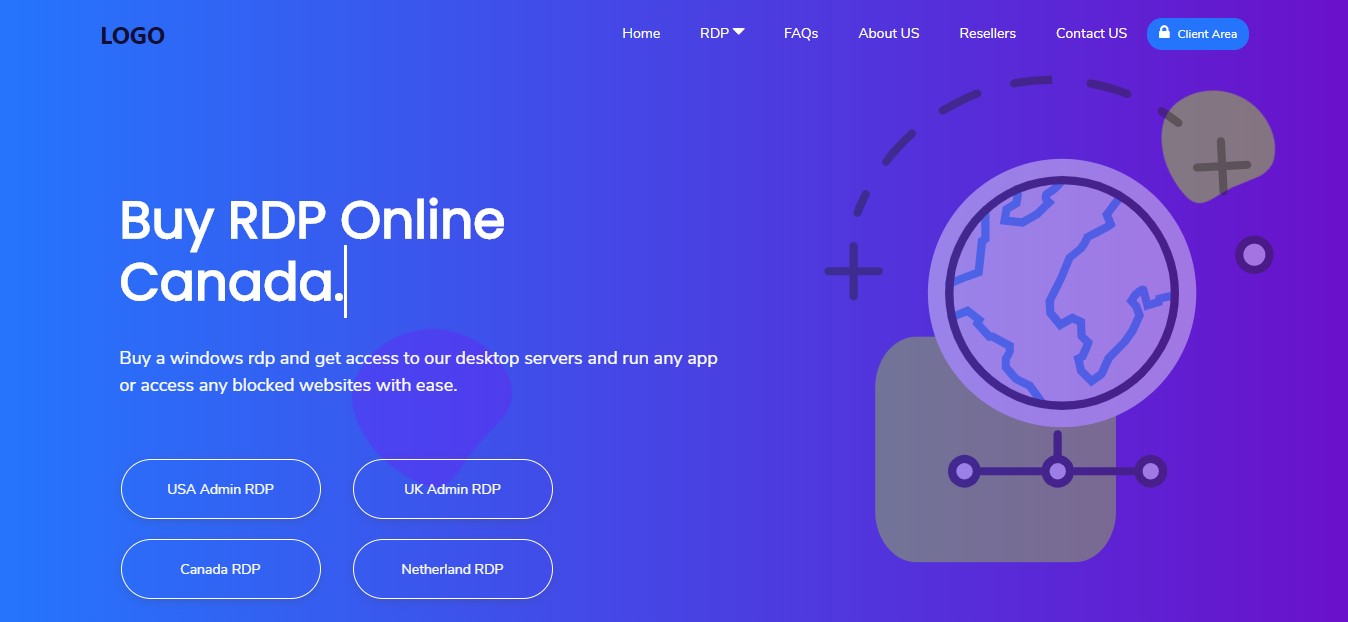 LOGO
Home RDP FAQs About US Resellers Contact US Client Area
Buy RDP Online
Canada.
Buy a windows rdp and get access to our desktop servers and run any app
or access any blocked websites with ease.
USA Admin RDP UK Admin RDP
Canada RDP Netherland RDP